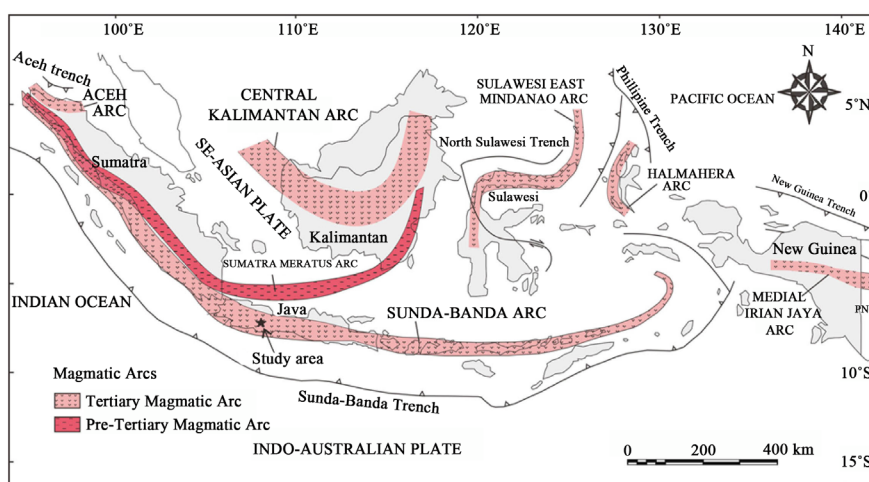 100°E 110°E 120°E 130°E 140°E
Aceh trench
ACEH
ARC
CENTRAL
KALIMANTAN ARC
SULAWESI EAST
MINDANAO ARC
Phillipine Trench
PACIFIC OCEAN
N
5°N
Sumatra
SE-ASIAN PLATE
North Sulawesi Trench
Sulawesi
HALMAHERA
ARC
New Guinea Trench
0
Kalimantan
New Guinea
SUMATRA MERATUS ARC
INDIAN OCEAN
Java
SUNDA-BANDA ARC
MEDIAL
IRIAN JAYA
ARC
PN
Study area
10°S
Magmatic Arcs
Tertiary Magmatic Arc
Pre-Tertiary Magmatic Arc
Sunda-Banda Trench
INDO-AUSTRALIAN PLATE
0 200 400 km
15°S